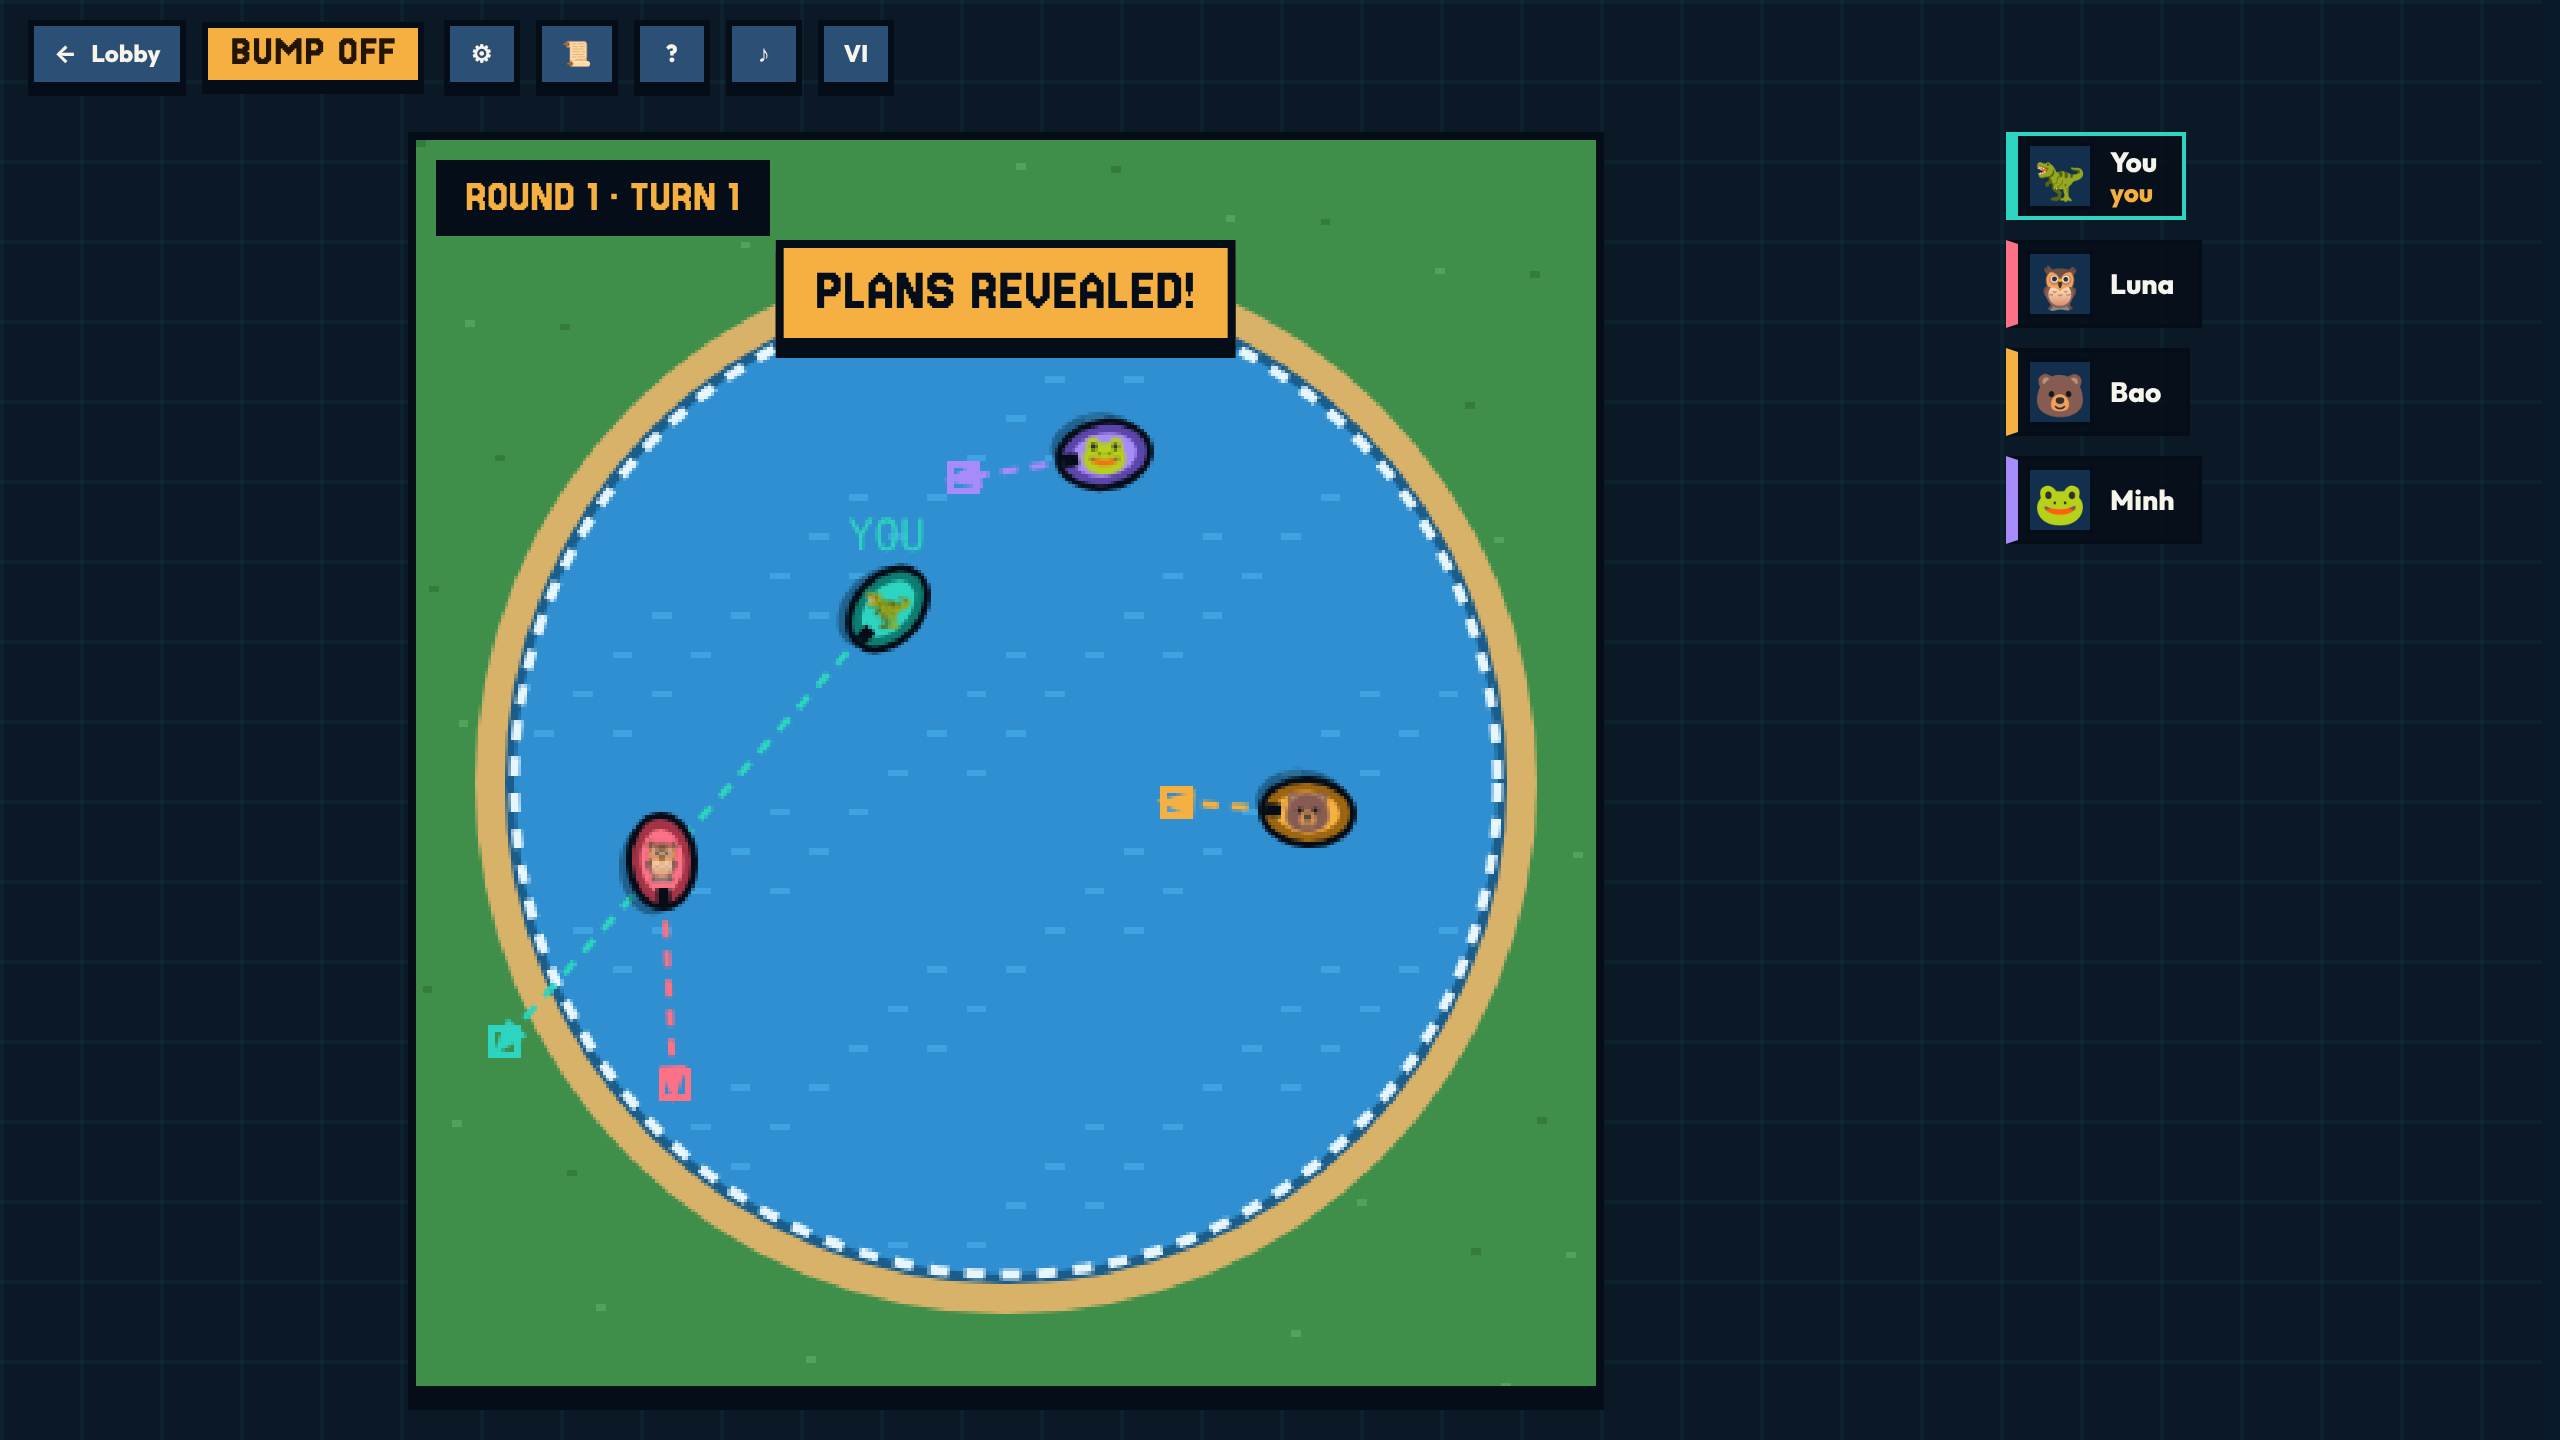 ← Lobby
BUMP OFF
?
♪
VI
ROUND 1 · TURN 1
PLANS REVEALED!
YOU
You
you
Luna
Bao
Minh